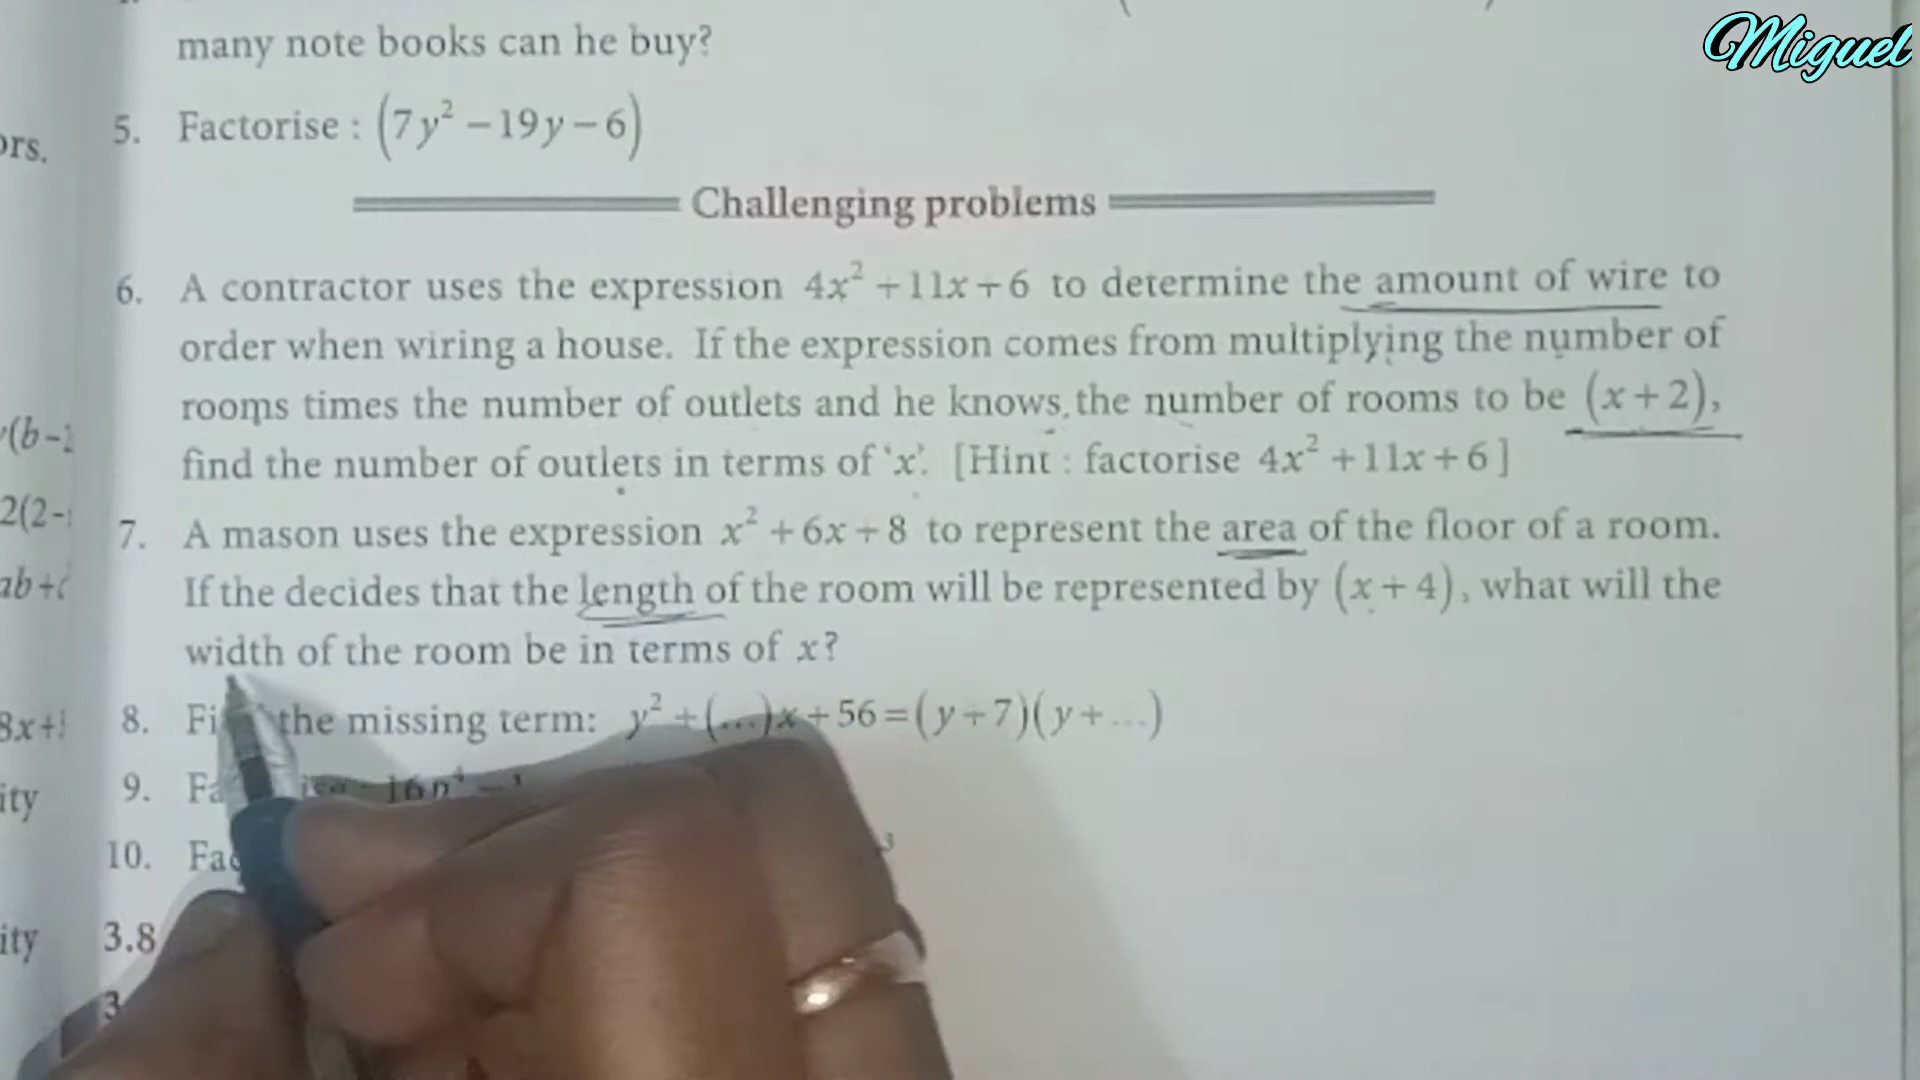 Miguel
many note books can he buy?
ors.
5. Factorise : (7y² – 19y – 6)
Challenging problems
6. A contractor uses the expression 4x² + 11x + 6 to determine the amount of wire to
order when wiring a house. If the expression comes from multiplying the number of
rooms times the number of outlets and he knows the number of rooms to be (x + 2),
find the number of outlets in terms of ‘x’. [Hint : factorise 4x² + 11x + 6]
7. A mason uses the expression x² + 6x + 8 to represent the area of the floor of a room.
If the decides that the length of the room will be represented by (x + 4), what will the
width of the room be in terms of x?
8. the missing term: y² + (...)x + 56 = (y + 7)(y + ...)
ity
9.
10.
ity
3.8
3